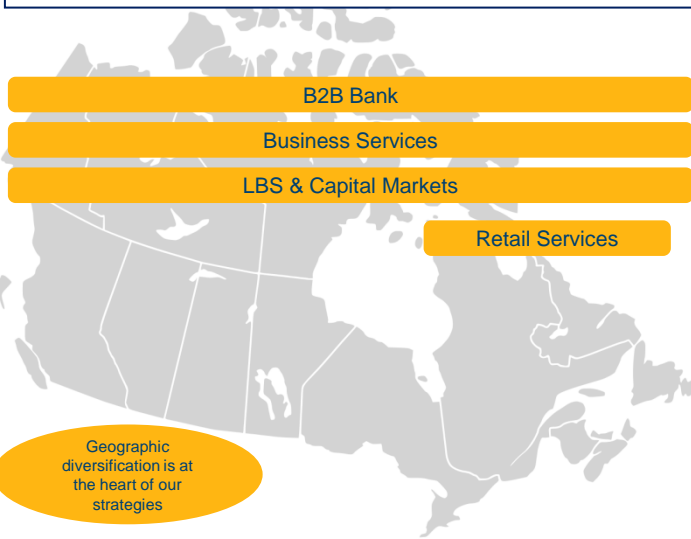 B2B Bank
Business Services
LBS & Capital Markets
Retail Services
Geographic
diversification is at
the heart of our
strategies